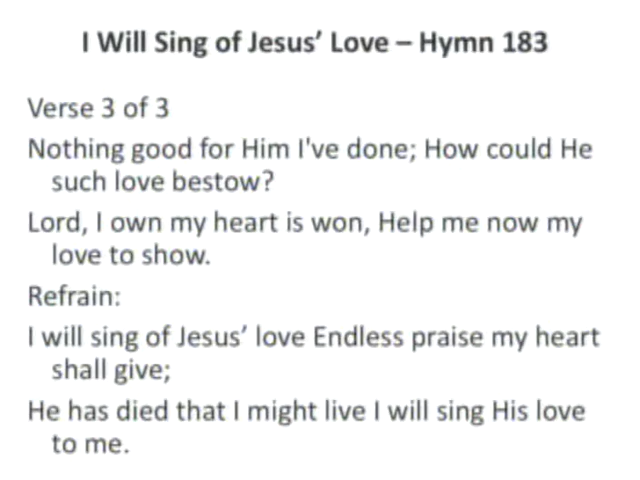 I Will Sing of Jesus’ Love – Hymn 183
Verse 3 of 3
Nothing good for Him I've done; How could He
such love bestow?
Lord, I own my heart is won, Help me now my
love to show.
Refrain:
I will sing of Jesus’ love Endless praise my heart
shall give;
He has died that I might live I will sing His love
to me.